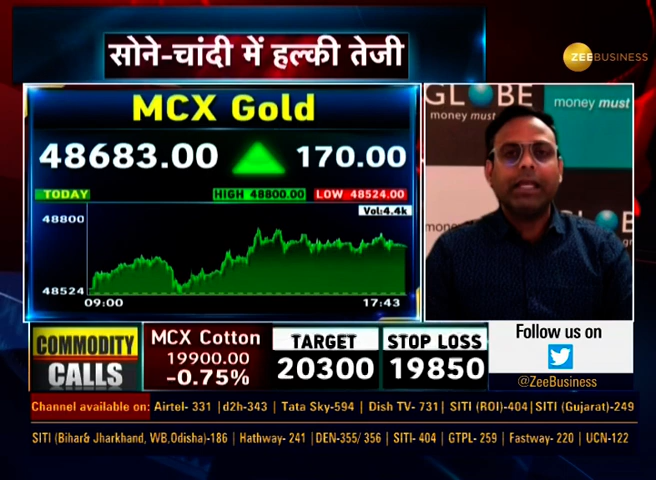 सोने-चांदी में हल्की तेजी
ZEE BUSINESS
MCX Gold
48683.00 170.00
TODAY HIGH 48800.00 LOW 48524.00
Vol:4.4k
48800
48524
09:00 17:43
GLOBE money must
money must
COMMODITY CALLS
MCX Cotton
19900.00
-0.75%
TARGET
20300
STOP LOSS
19850
Follow us on
@ZeeBusiness
Channel available on: Airtel- 331 | d2h-343 | Tata Sky-594 | Dish TV- 731 | SITI (ROI)-404 | SITI (Gujarat)-249
SITI (Bihar& Jharkhand, WB,Odisha)-186 | Hathway- 241 | DEN-355/ 356 | SITI- 404 | GTPL- 259 | Fastway- 220 | UCN-122